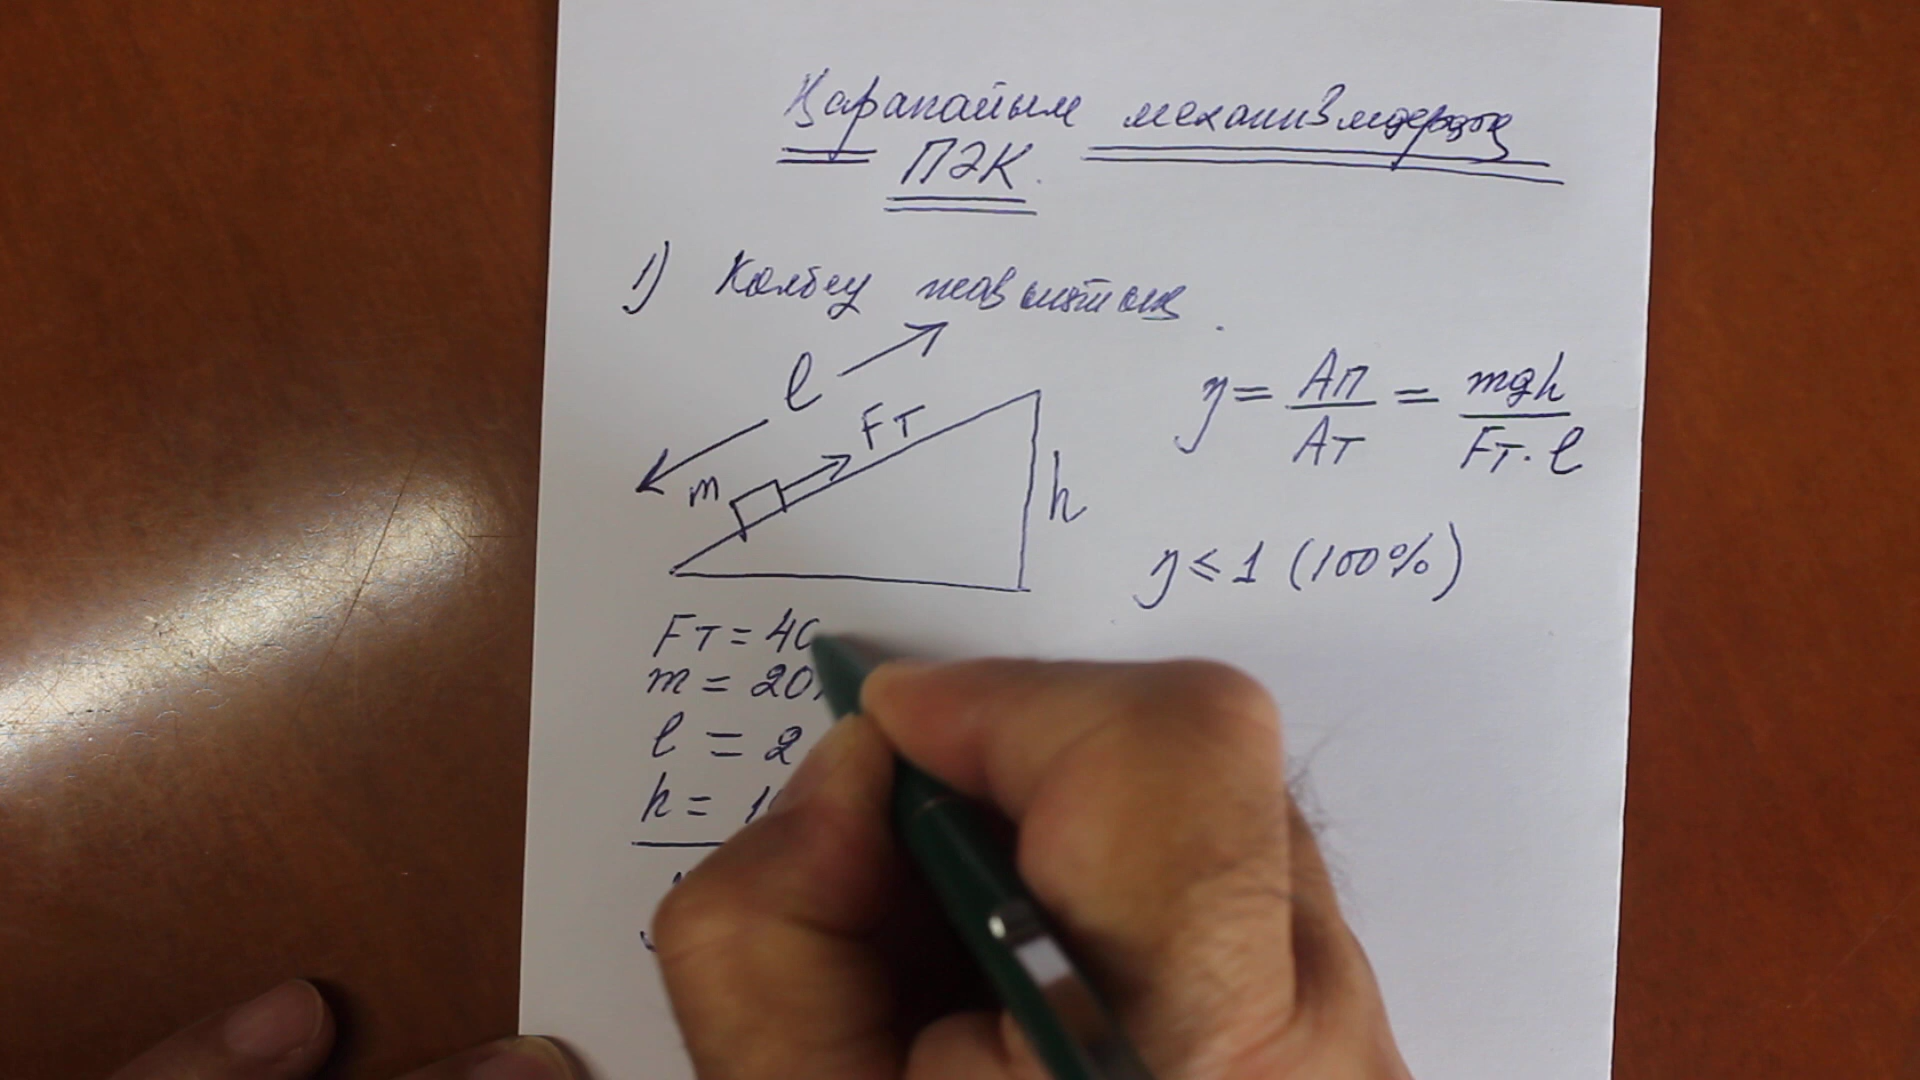 Қарапайым механизмдердің
ПӘК.
1) Көлбеу жазықтық.
l
Fт
m
h
η = Aп / Aт = mgh / Fт · l
η ≤ 1 (100%)
Fт = 40
m = 20
l = 2
h = 1